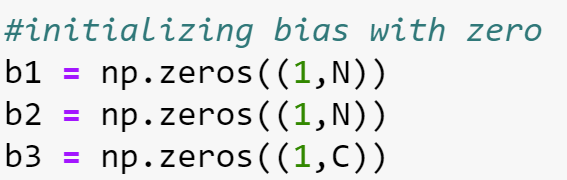 #initializing bias with zero
b1 = np.zeros((1,N))
b2 = np.zeros((1,N))
b3 = np.zeros((1,C))